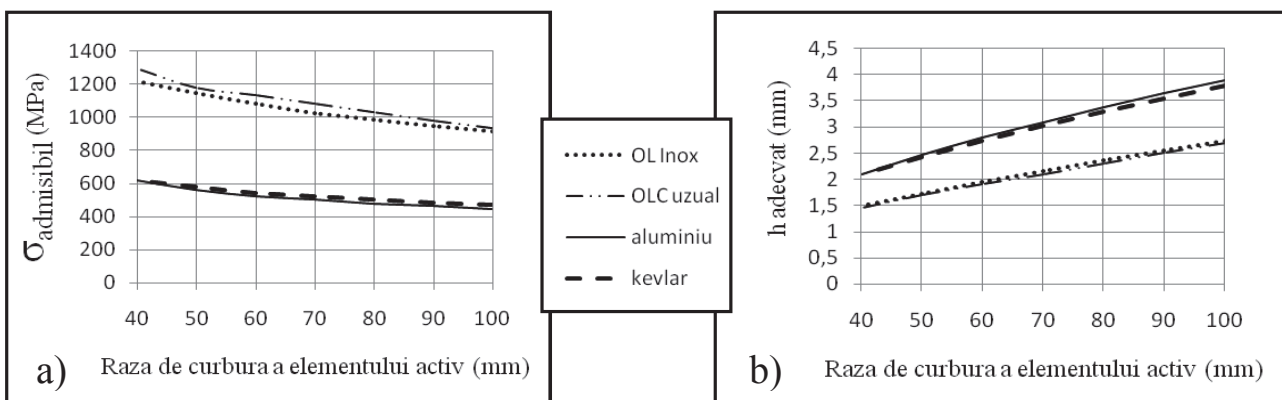 1400
1200
1000
800
600
400
200
0
σadmisibil (MPa)
40 50 60 70 80 90 100
a) Raza de curbura a elementului activ (mm)
OL Inox
OLC uzual
aluminiu
kevlar
4,5
4
3,5
3
2,5
2
1,5
1
0,5
0
h adecvat (mm)
40 50 60 70 80 90 100
Raza de curbura a elementului activ (mm)
b)